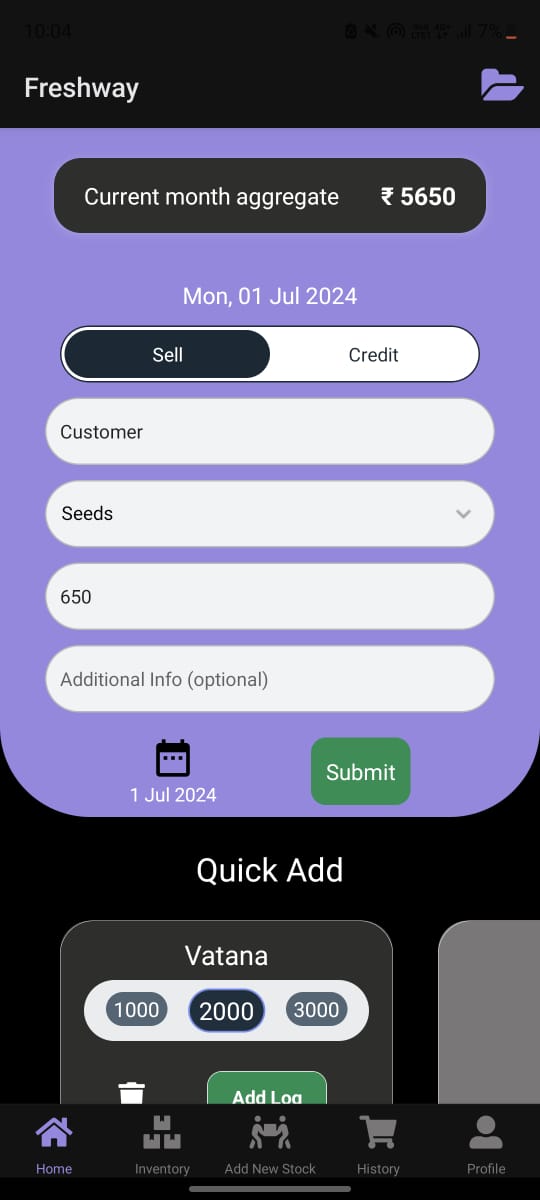 10:04 7%
Freshway
Current month aggregate ₹ 5650
Mon, 01 Jul 2024
Sell Credit
Customer
Seeds
650
Additional Info (optional)
1 Jul 2024 Submit
Quick Add
Vatana
1000 2000 3000
Add Log
Home Inventory Add New Stock History Profile